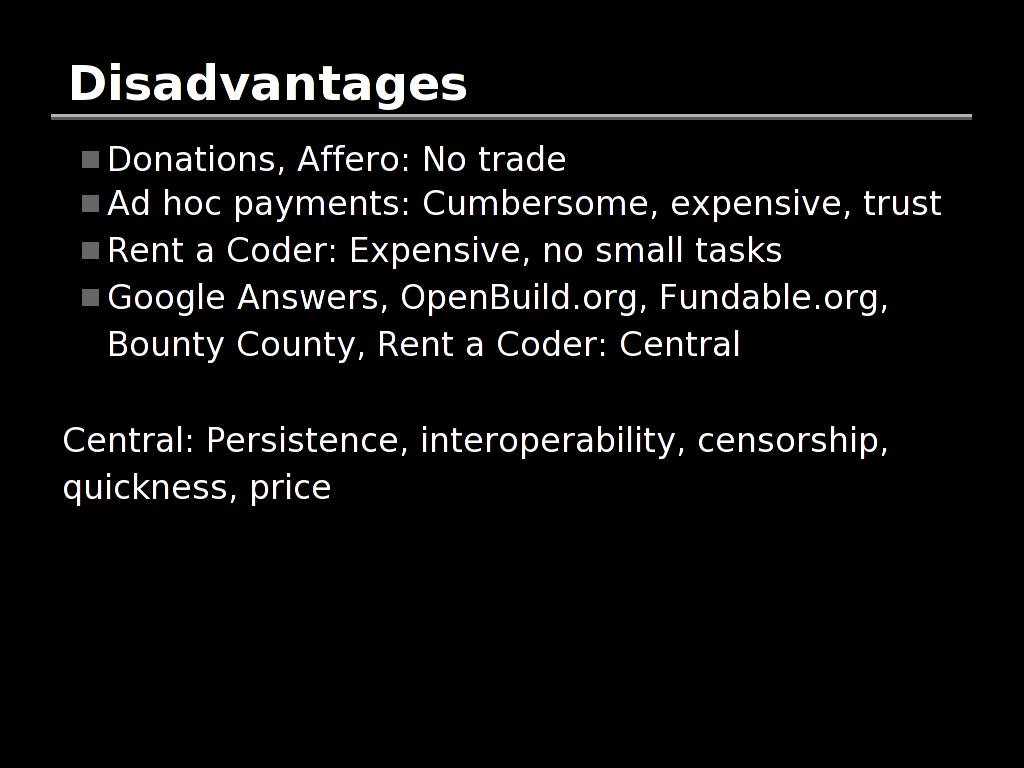 Disadvantages
Donations, Affero: No trade
Ad hoc payments: Cumbersome, expensive, trust
Rent a Coder: Expensive, no small tasks
Google Answers, OpenBuild.org, Fundable.org,
Bounty County, Rent a Coder: Central
Central: Persistence, interoperability, censorship,
quickness, price